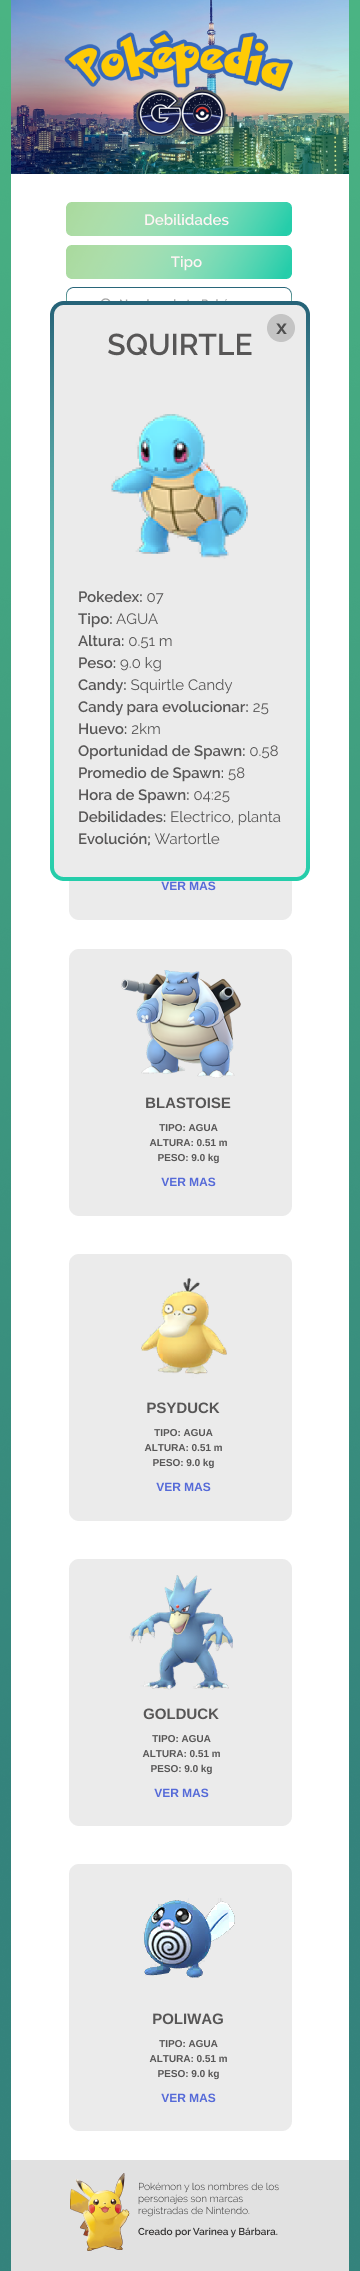 Poképedia
GO
Debilidades
Tipo
SQUIRTLE
X
Pokedex: 07
Tipo: AGUA
Altura: 0.51 m
Peso: 9.0 kg
Candy: Squirtle Candy
Candy para evolucionar: 25
Huevo: 2km
Oportunidad de Spawn: 0.58
Promedio de Spawn: 58
Hora de Spawn: 04:25
Debilidades: Electrico, planta
Evolución; Wartortle
VER MAS
BLASTOISE
TIPO: AGUA
ALTURA: 0.51 m
PESO: 9.0 kg
VER MAS
PSYDUCK
TIPO: AGUA
ALTURA: 0.51 m
PESO: 9.0 kg
VER MAS
GOLDUCK
TIPO: AGUA
ALTURA: 0.51 m
PESO: 9.0 kg
VER MAS
POLIWAG
TIPO: AGUA
ALTURA: 0.51 m
PESO: 9.0 kg
VER MAS
Pokémon y los nombres de los
personajes son marcas
registradas de Nintendo.
Creado por Varinea y Bárbara.